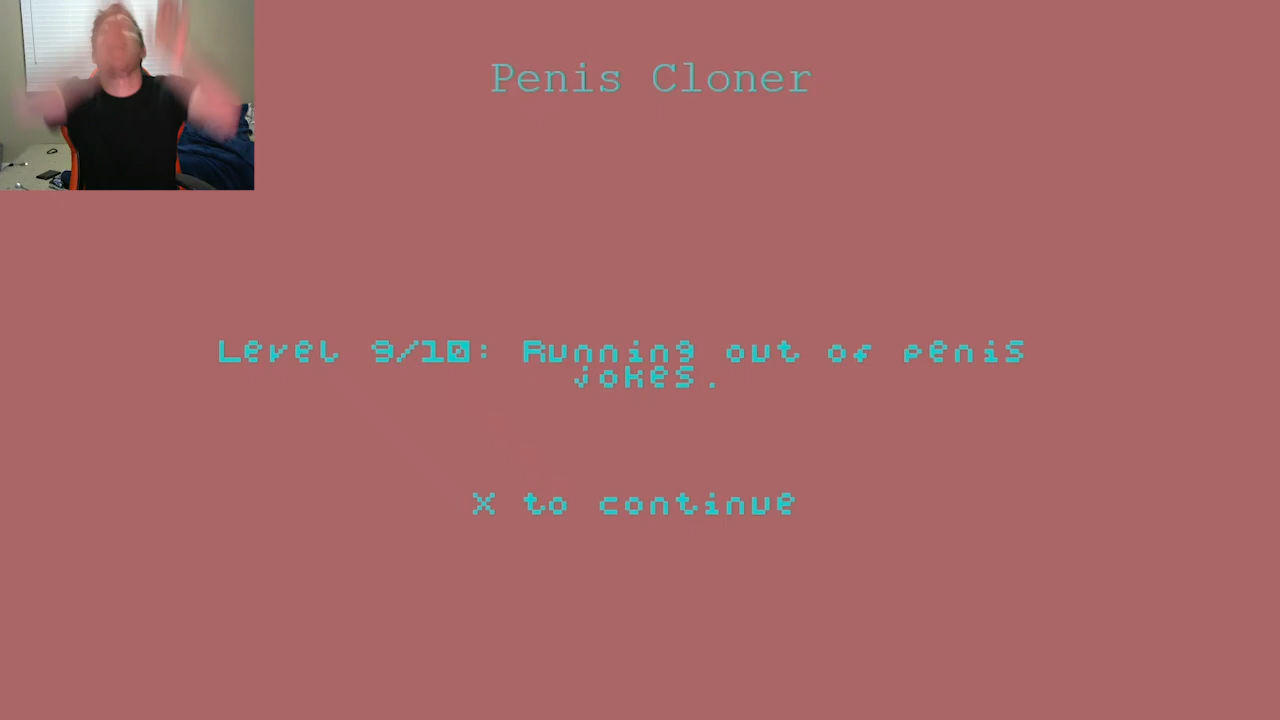 Penis Cloner
Level 9/10: Running out of penis
jokes.
X to continue